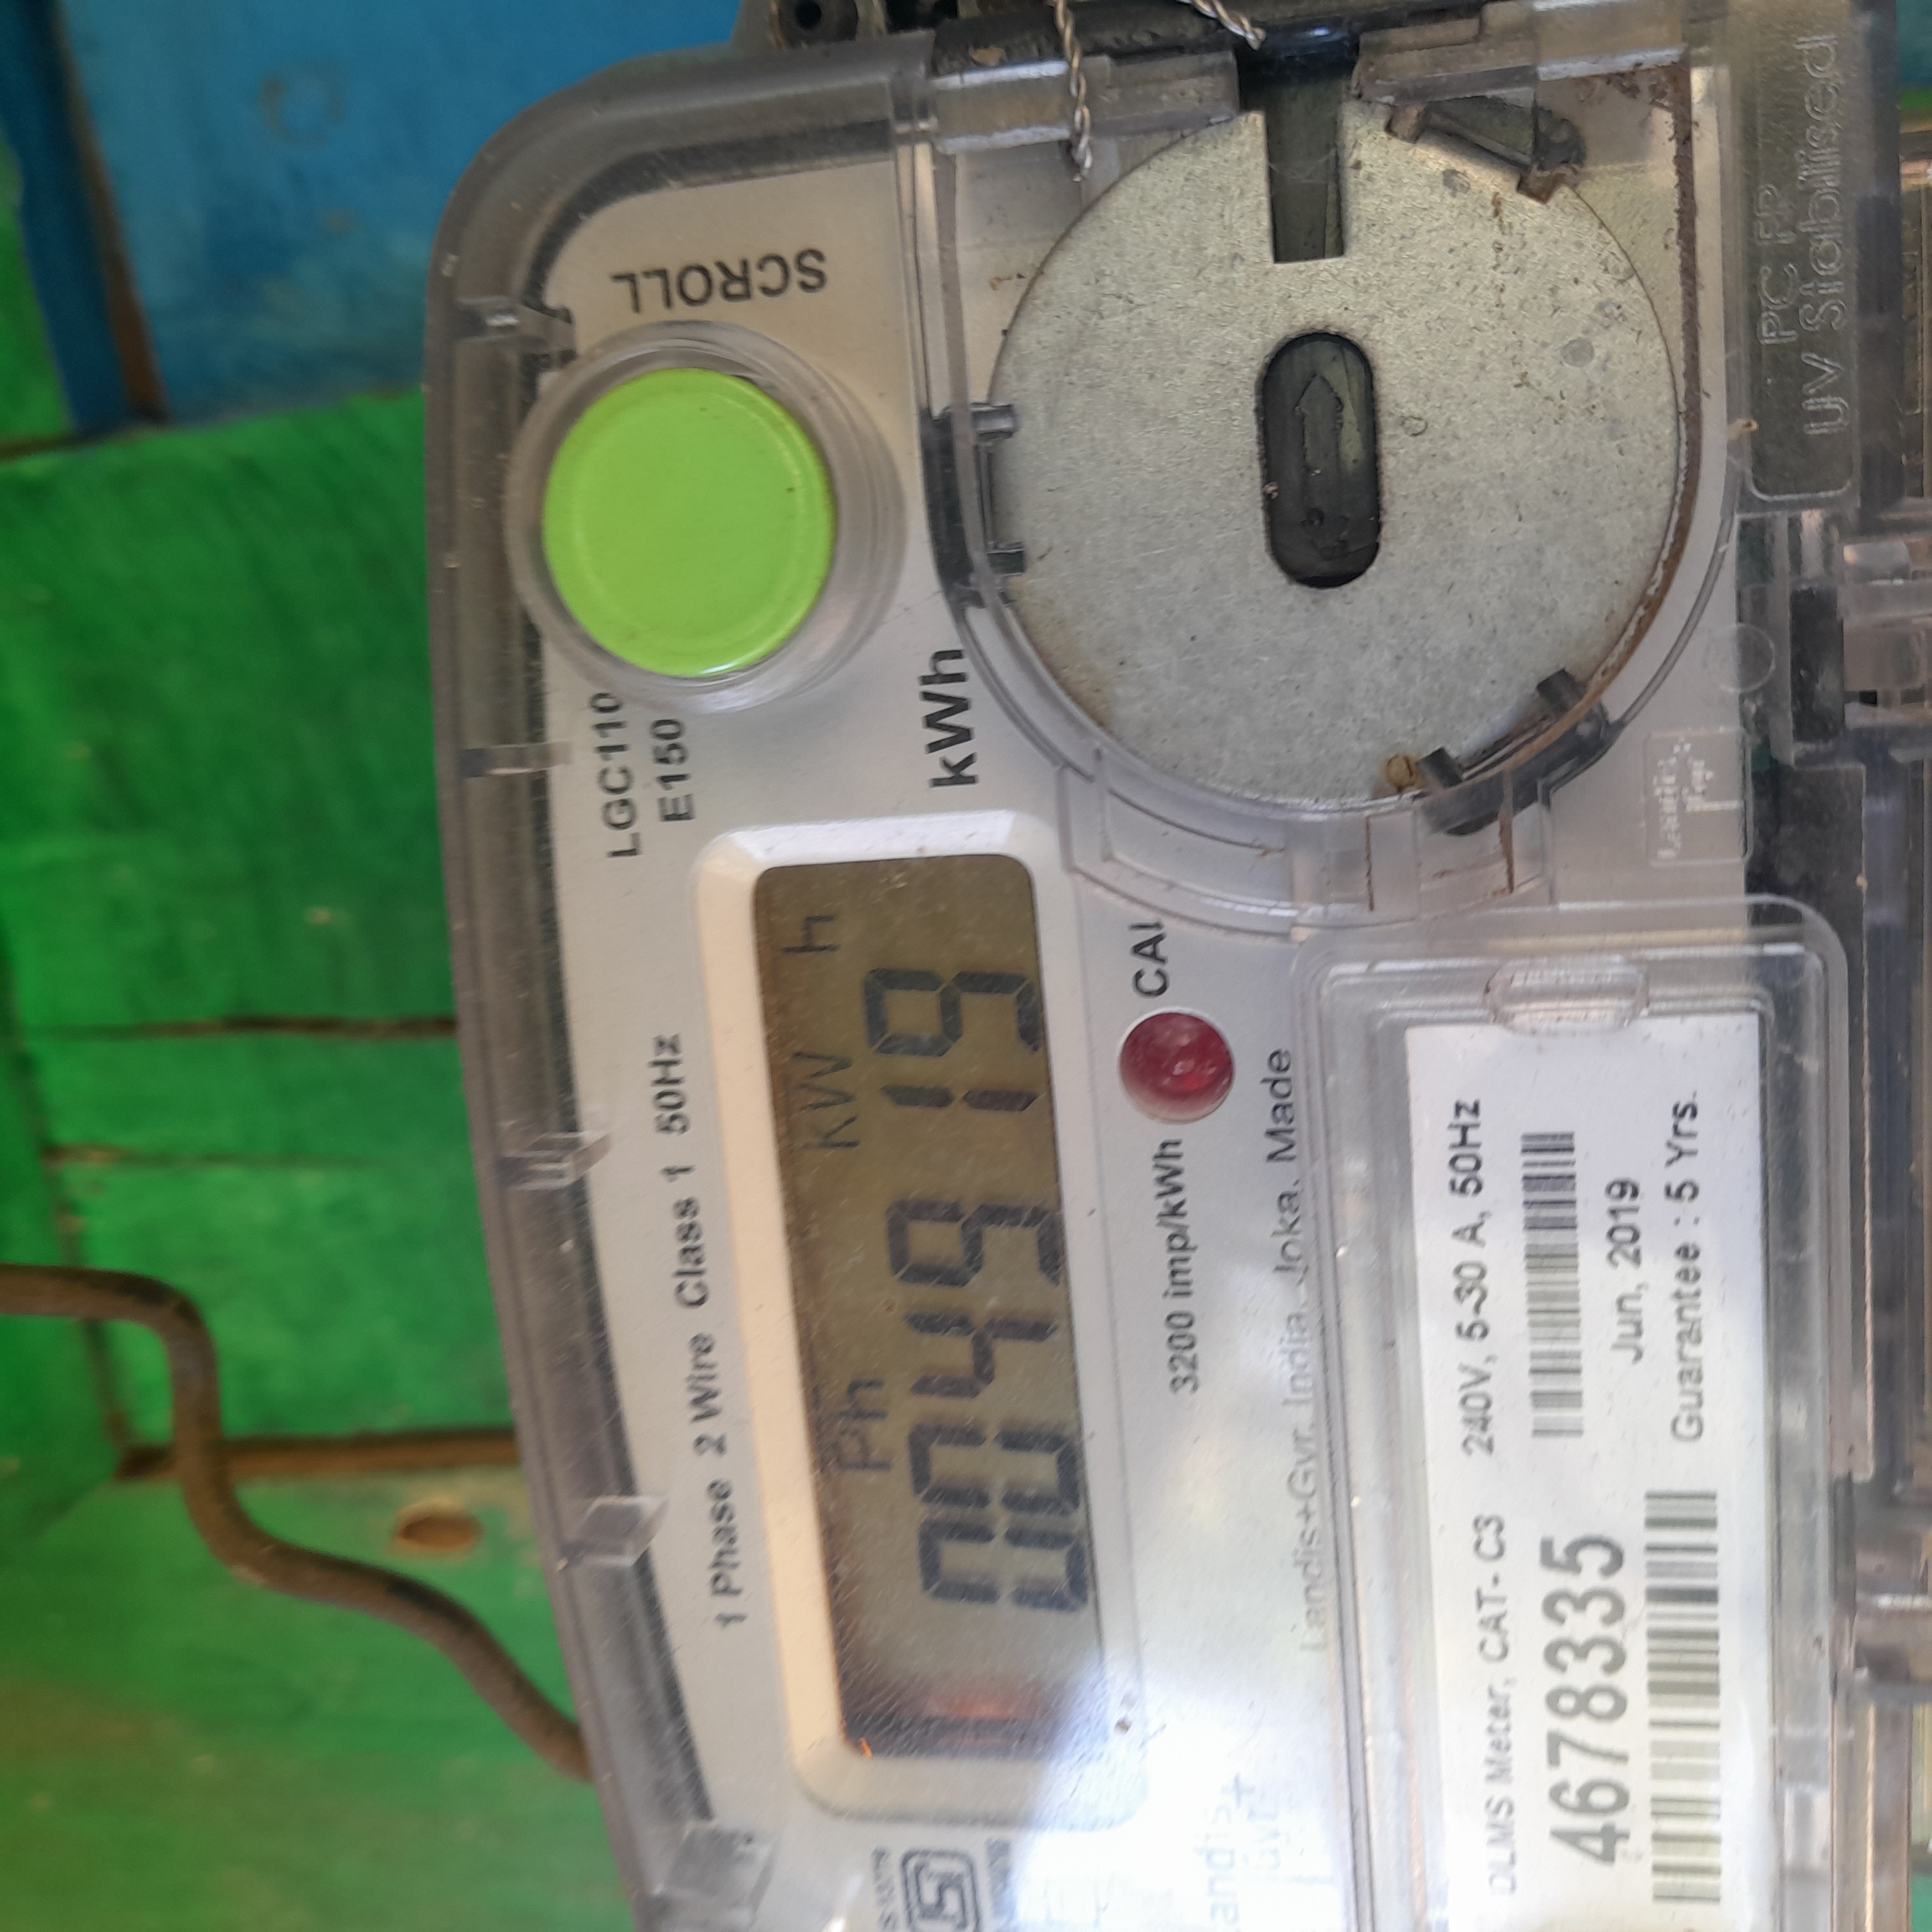 SCROLL
LGC110
E150
1 Phase 2 Wire Class 1 50Hz
kWh
Ph kW h
004919
3200 imp/kWh CAl
Landis+Gyr. India. Joka. Made
DLMS Meter, CAT- C3 240V, 5-30 A, 50Hz
4678335
Jun, 2019
Guarantee : 5 Yrs.
PC FR
UV Stabilised